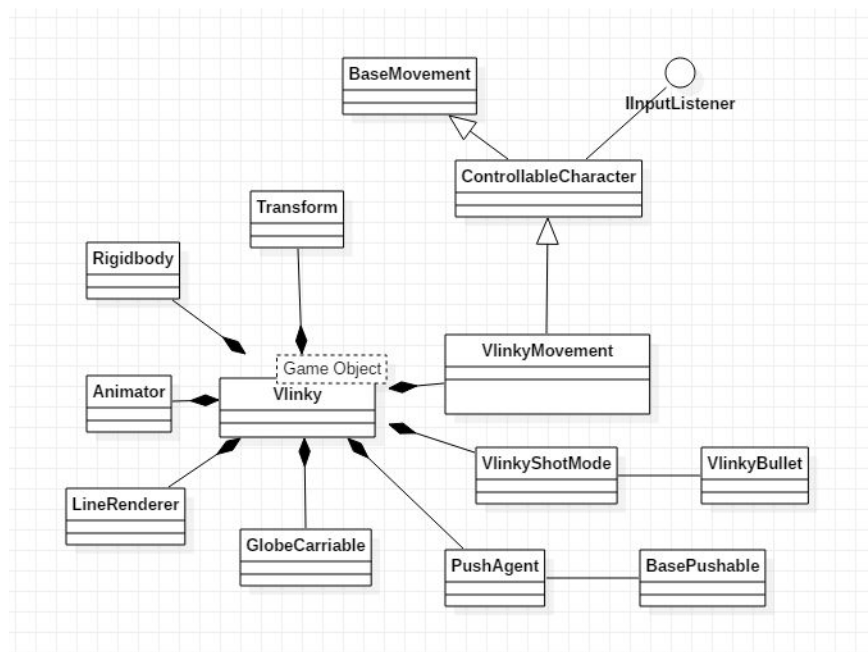 BaseMovement
IInputListener
ControllableCharacter
Transform
Rigidbody
VlinkyMovement
Game Object
Vlinky
Animator
VlinkyShotMode
VlinkyBullet
LineRenderer
GlobeCarriable
PushAgent
BasePushable